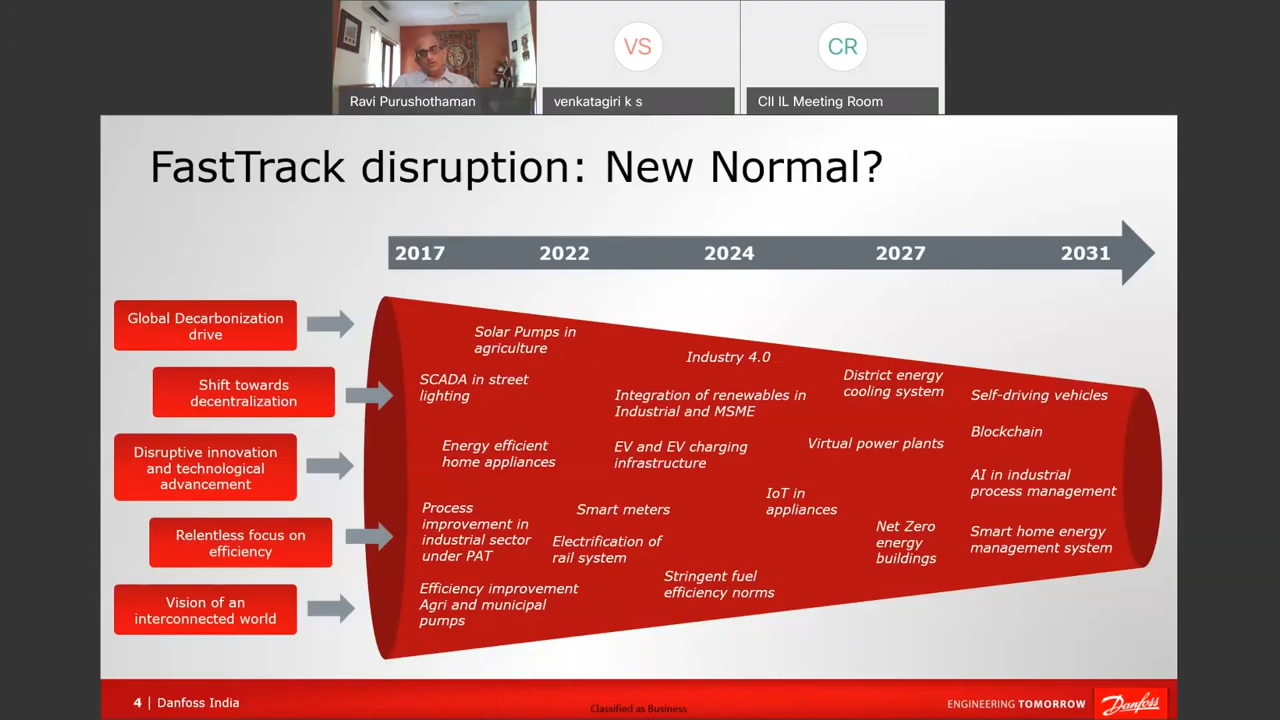 VS
CR
Ravi Purushothaman
venkatagiri k s
CII IL Meeting Room
FastTrack disruption: New Normal?
2017 2022 2024 2027 2031
Global Decarbonization
drive
Shift towards
decentralization
Disruptive innovation
and technological
advancement
Relentless focus on
efficiency
Vision of an
interconnected world
Solar Pumps in
agriculture
SCADA in street
lighting
Energy efficient
home appliances
Process
improvement in
industrial sector
under PAT
Efficiency improvement
Agri and municipal
pumps
Industry 4.0
Integration of renewables in
Industrial and MSME
EV and EV charging
infrastructure
Smart meters
Electrification of
rail system
Stringent fuel
efficiency norms
District energy
cooling system
Virtual power plants
IoT in
appliances
Net Zero
energy
buildings
Self-driving vehicles
Blockchain
AI in industrial
process management
Smart home energy
management system
4 | Danfoss India
Classified as Business
ENGINEERING TOMORROW
Danfoss